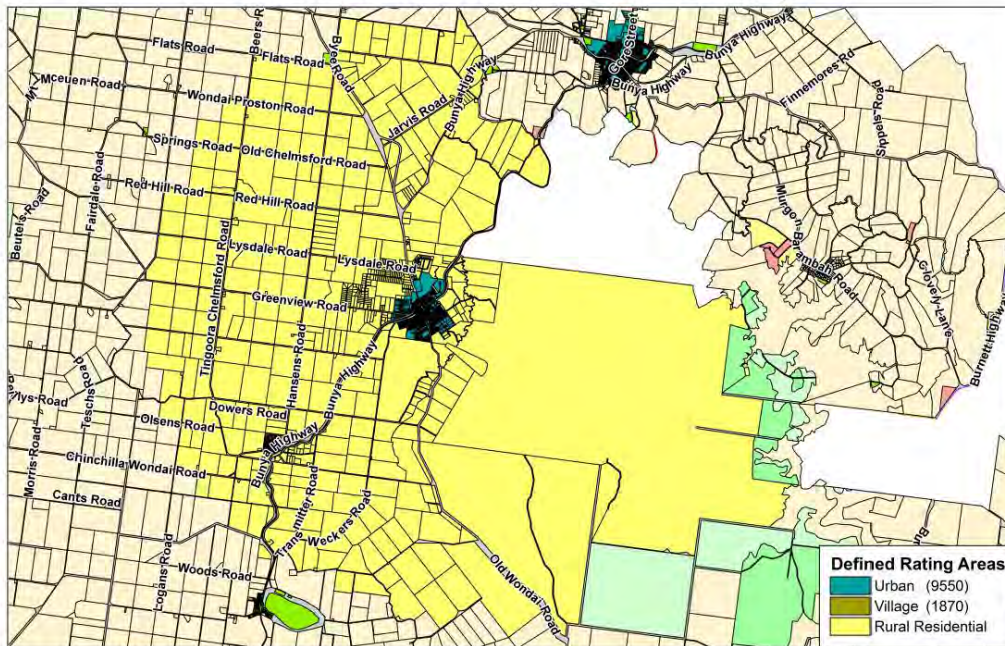 Flats Road
Beers R
Flats Road
Byee Road
Gore Street
Bunya Highway
Bunya Highway
Finnemores Rd
Mt Mceuen Road
Wondai Proston Road
Jarvis Road
Bunya Highway
Sippels Road
Springs Road
Old Chelmsford Road
Fairdale Road
Red Hill Road
Red Hill Road
Beutels Road
Lysdale Road
Lysdale Road
Murgon Barambah Road
Tingoora Chelmsford Road
Greenview Road
Clovely Lane
Burnett Highway
Hansens Road
Bunya Highway
Teschs Road
Dowers Road
Olsens Road
Bunya Highway
Morris Road
Chinchilla Wondai Road
Cants Road
Transmitter Road
Weckers Road
Logans Road
Woods Road
Old Wondai Road
Defined Rating Areas
Urban (9550)
Village (1870)
Rural Residential